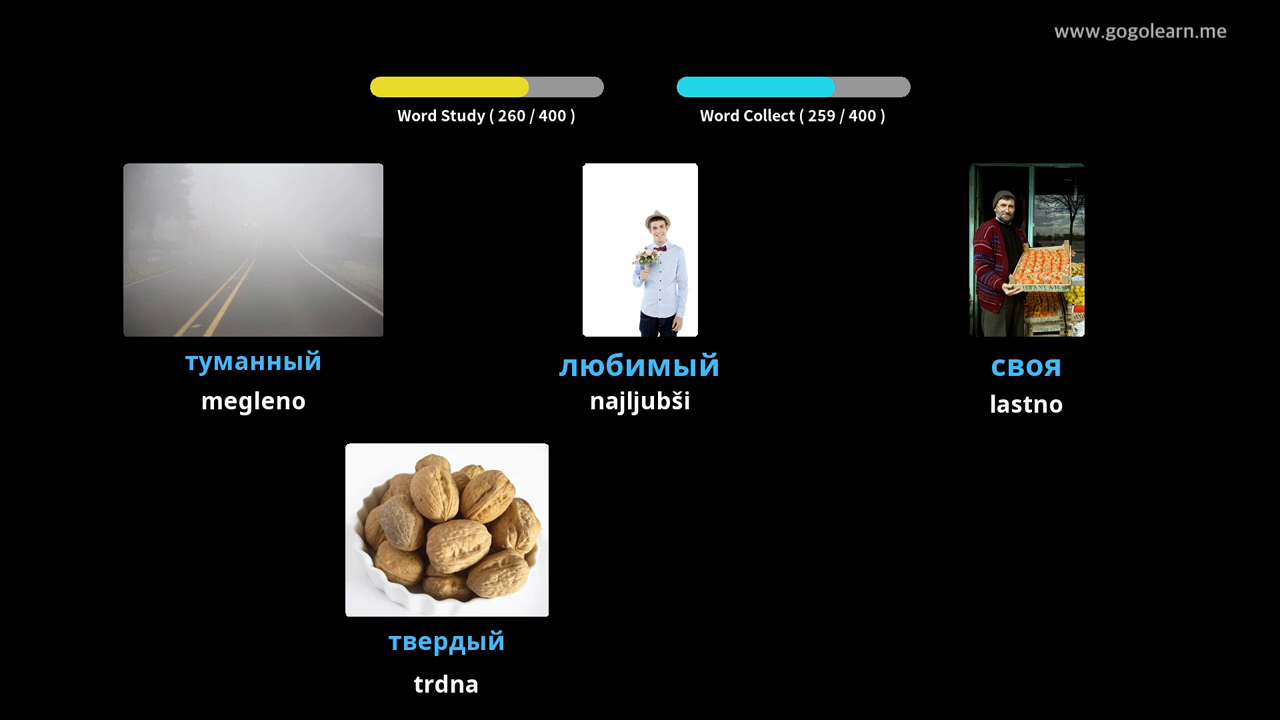 www.gogolearn.me
Word Study ( 260 / 400 )
Word Collect ( 259 / 400 )
туманный
любимый
своя
megleno
najljubši
lastno
твердый
trdna